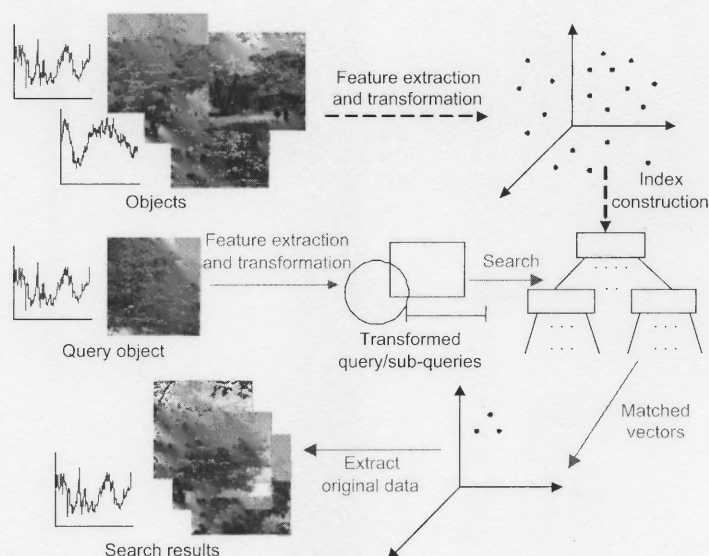 Feature extraction
and transformation
Objects
Index
construction
Feature extraction
and transformation
Search
Query object
Transformed
query/sub-queries
Matched
vectors
Extract
original data
Search results